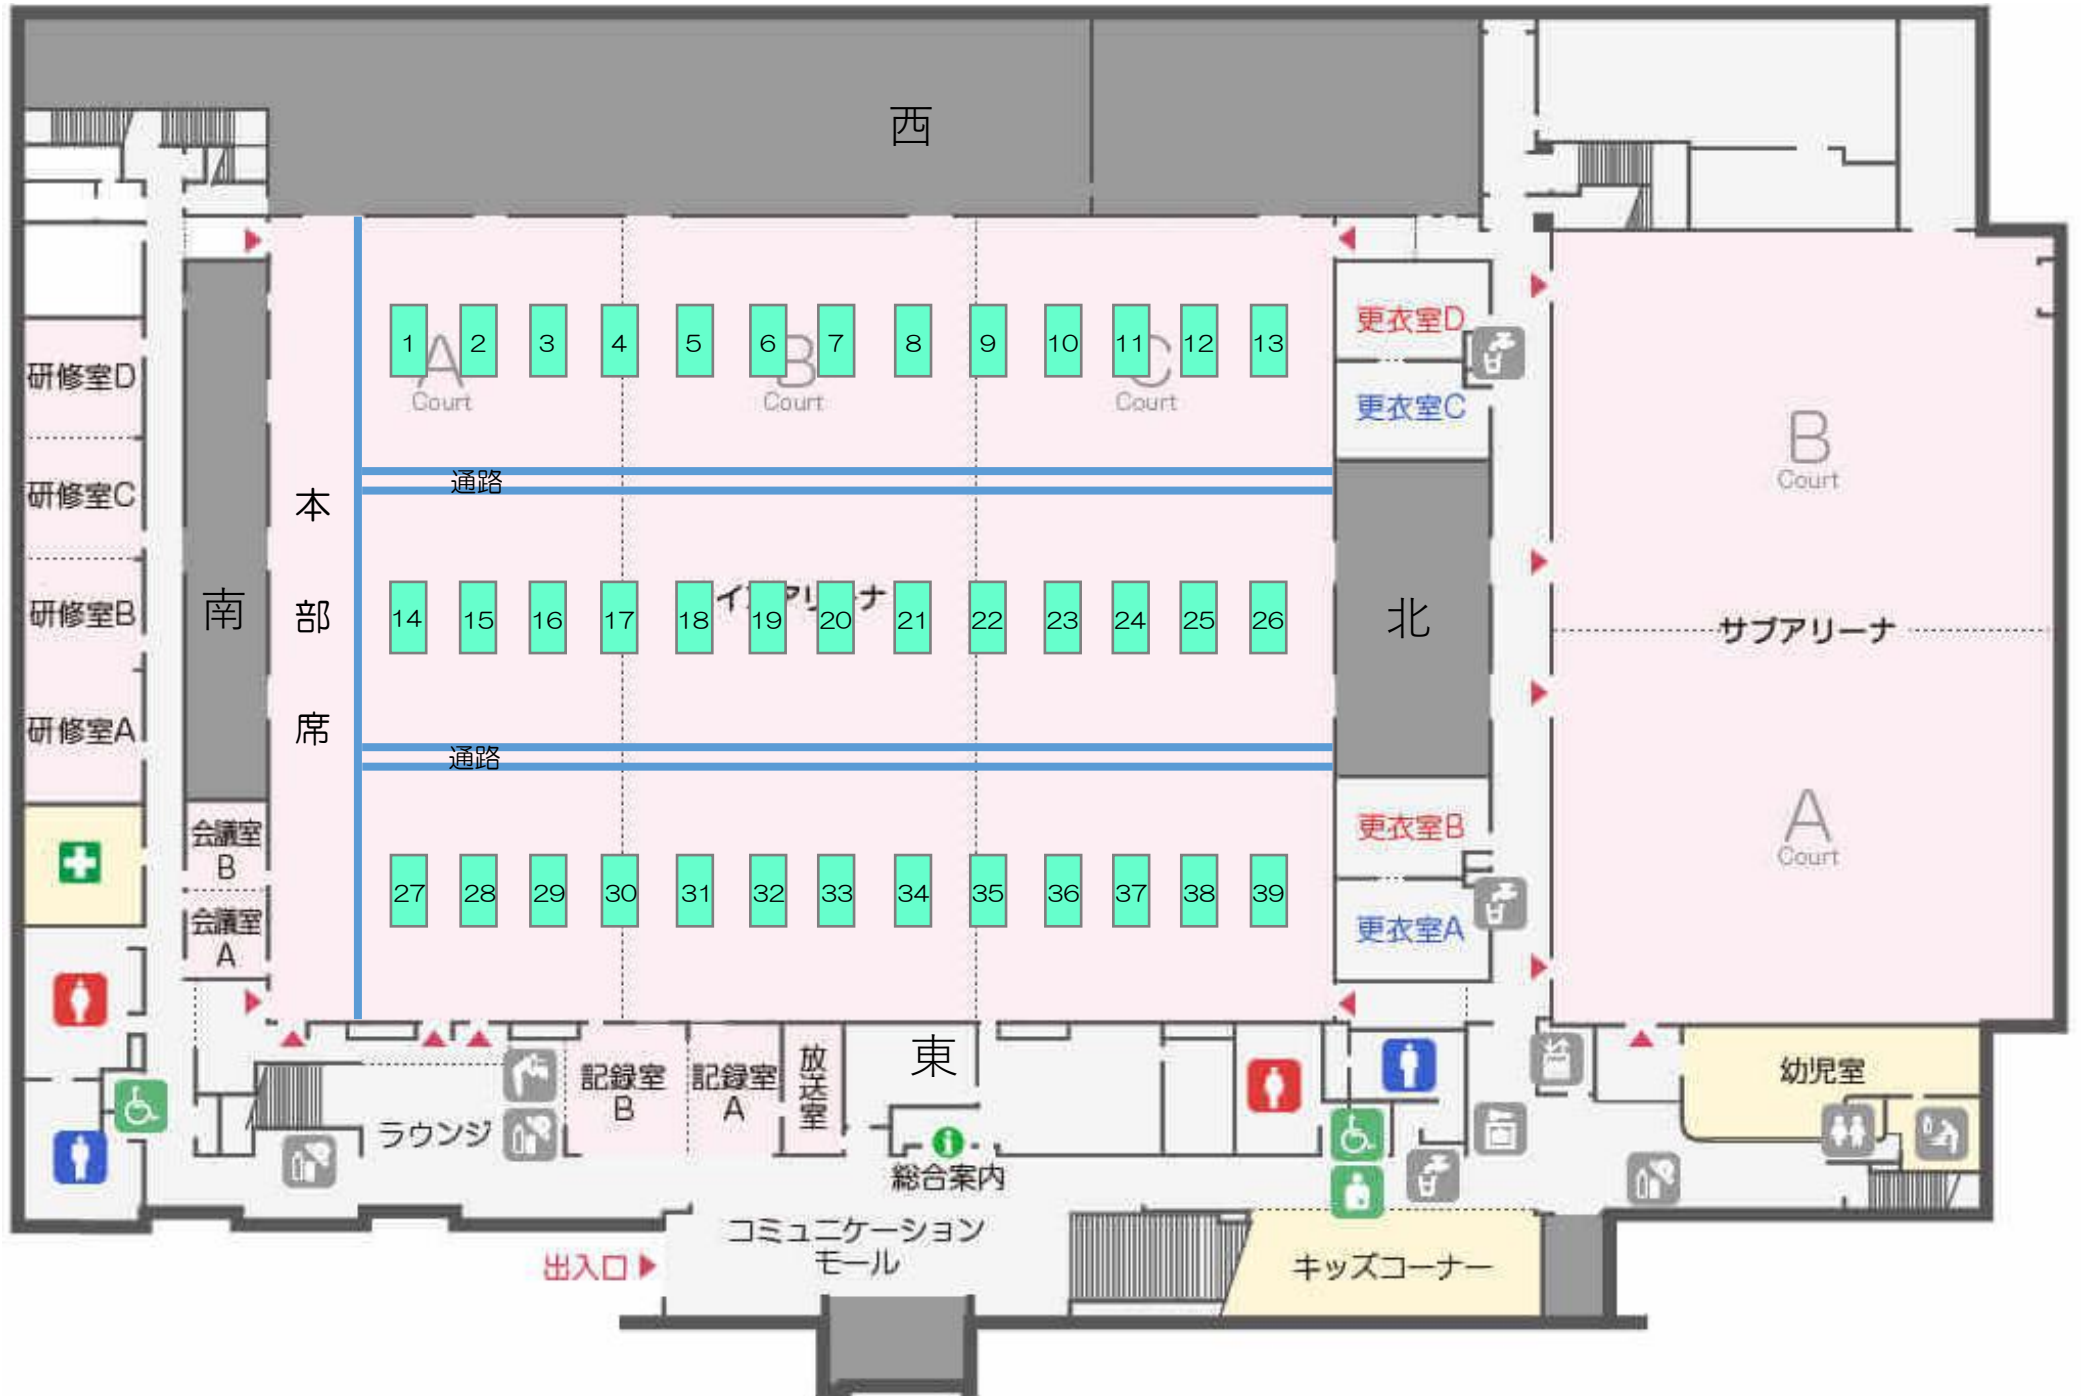 西
1 2 3 4 5 6 7 8 9 10 11 12 13
A
Court
B
Court
C
Court
更衣室D
更衣室C
研修室D
研修室C
研修室B
研修室A
通路
本部席
南
14 15 16 17 18 19 20 21 22 23 24 25 26
北
B
Court
サブアリーナ
A
Court
通路
会議室
B
会議室
A
27 28 29 30 31 32 33 34 35 36 37 38 39
更衣室B
更衣室A
東
記録室
B
記録室
A
放送室
ラウンジ
総合案内
幼児室
コミュニケーション
モール
出入口
キッズコーナー